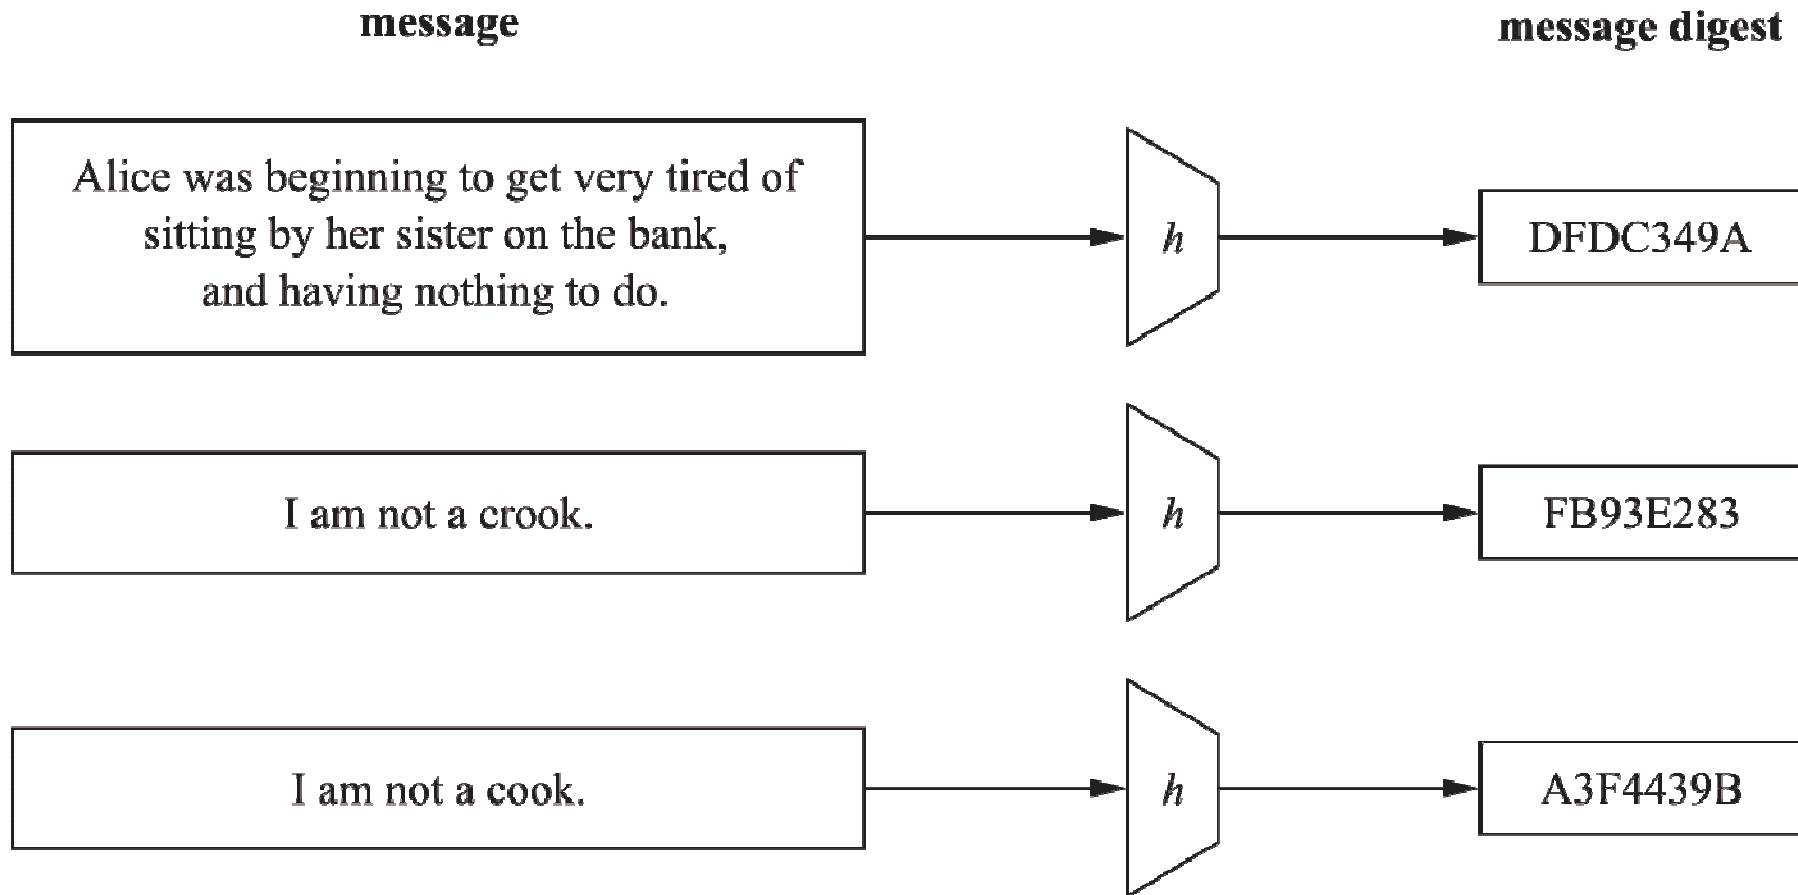 message
message digest
Alice was beginning to get very tired of
sitting by her sister on the bank,
and having nothing to do.
h
DFDC349A
I am not a crook.
h
FB93E283
I am not a cook.
h
A3F4439B